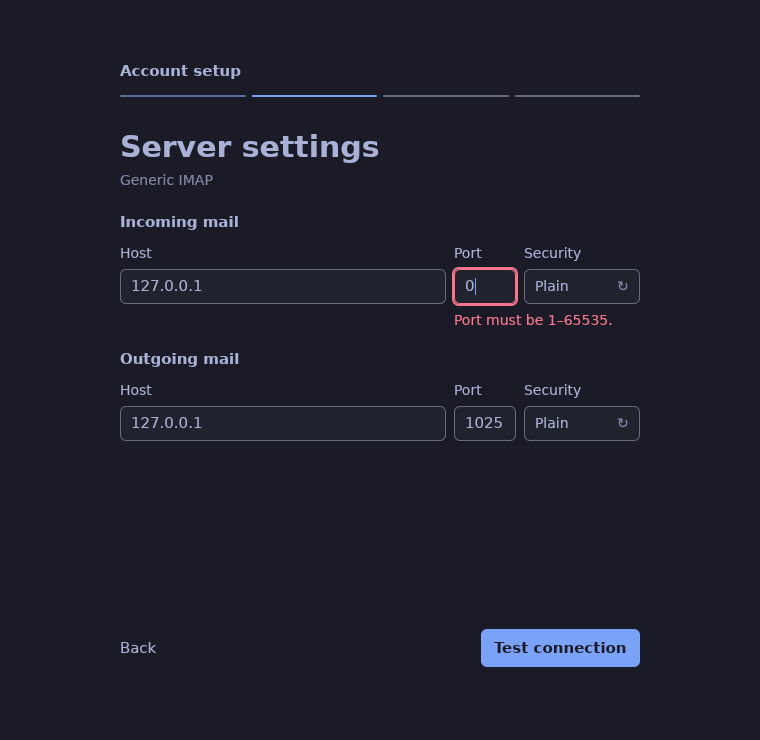 Account setup
Server settings
Generic IMAP
Incoming mail
Host Port Security
127.0.0.1 0 Plain ↻
Port must be 1–65535.
Outgoing mail
Host Port Security
127.0.0.1 1025 Plain ↻
Back Test connection